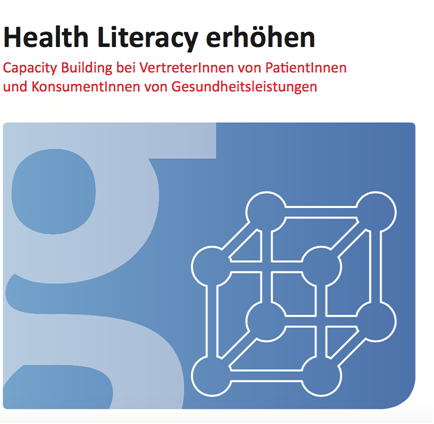 Health Literacy erhöhen
Capacity Building bei VertreterInnen von PatientInnen
und KonsumentInnen von Gesundheitsleistungen
g